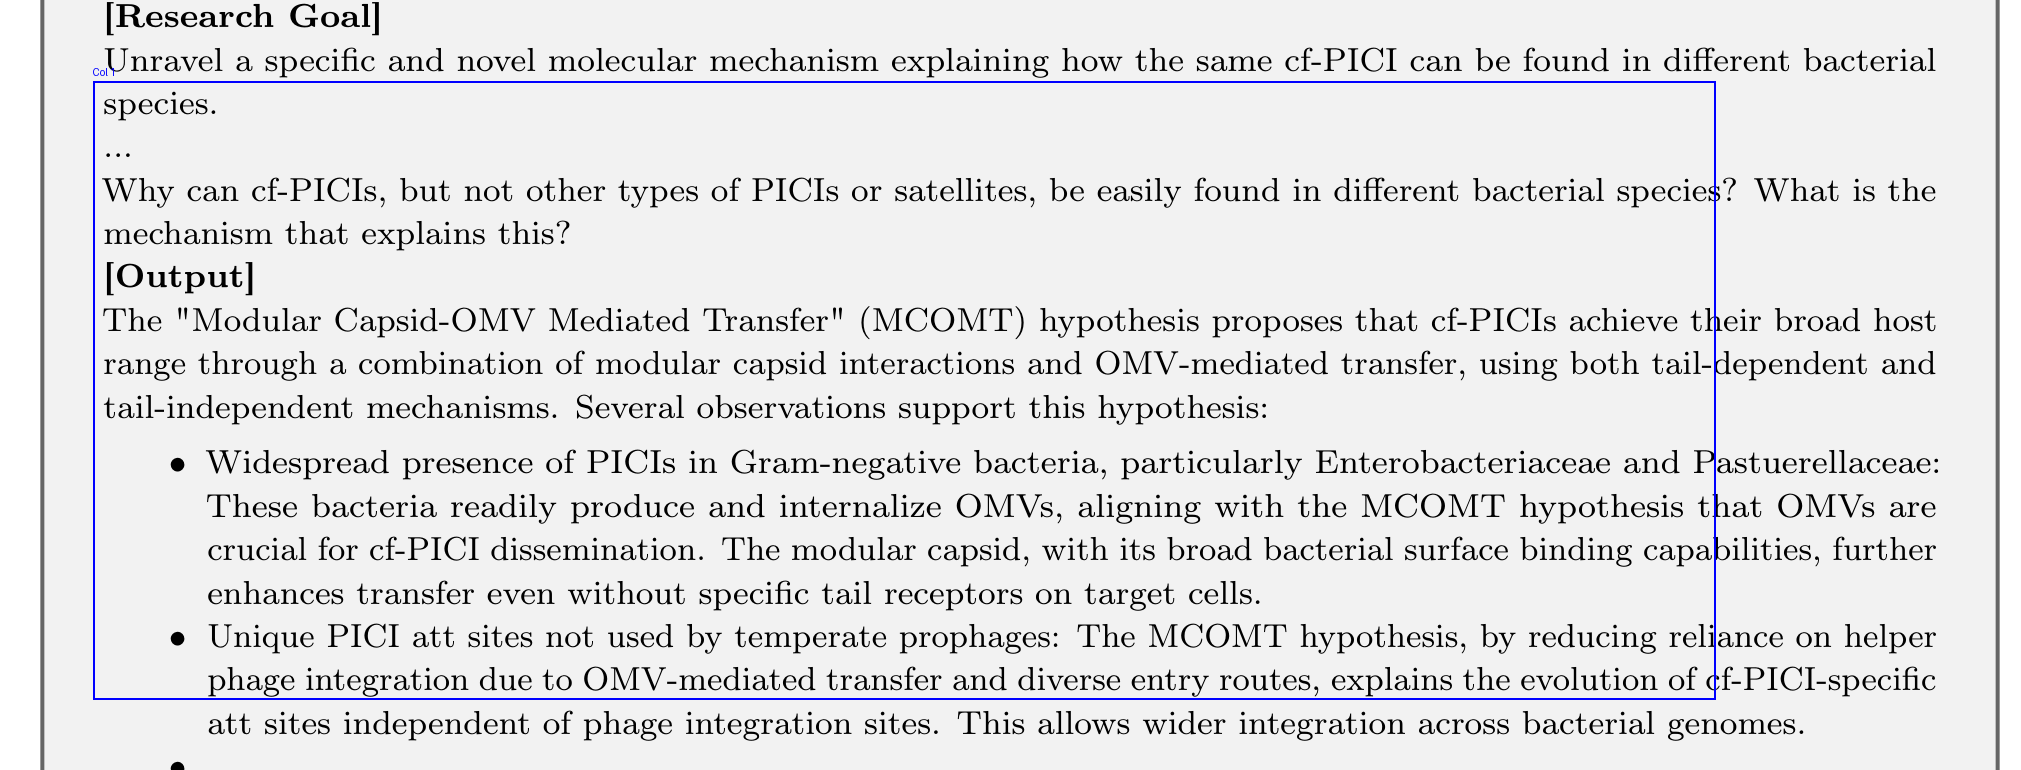 [Research Goal]
Unravel a specific and novel molecular mechanism explaining how the same cf-PICI can be found in different bacterial
Col 1
species.
...
Why can cf-PICIs, but not other types of PICIs or satellites, be easily found in different bacterial species? What is the
mechanism that explains this?
[Output]
The "Modular Capsid-OMV Mediated Transfer" (MCOMT) hypothesis proposes that cf-PICIs achieve their broad host
range through a combination of modular capsid interactions and OMV-mediated transfer, using both tail-dependent and
tail-independent mechanisms. Several observations support this hypothesis:
• Widespread presence of PICIs in Gram-negative bacteria, particularly Enterobacteriaceae and Pastuerellaceae:
These bacteria readily produce and internalize OMVs, aligning with the MCOMT hypothesis that OMVs are
crucial for cf-PICI dissemination. The modular capsid, with its broad bacterial surface binding capabilities, further
enhances transfer even without specific tail receptors on target cells.
• Unique PICI att sites not used by temperate prophages: The MCOMT hypothesis, by reducing reliance on helper
phage integration due to OMV-mediated transfer and diverse entry routes, explains the evolution of cf-PICI-specific
att sites independent of phage integration sites. This allows wider integration across bacterial genomes.
•